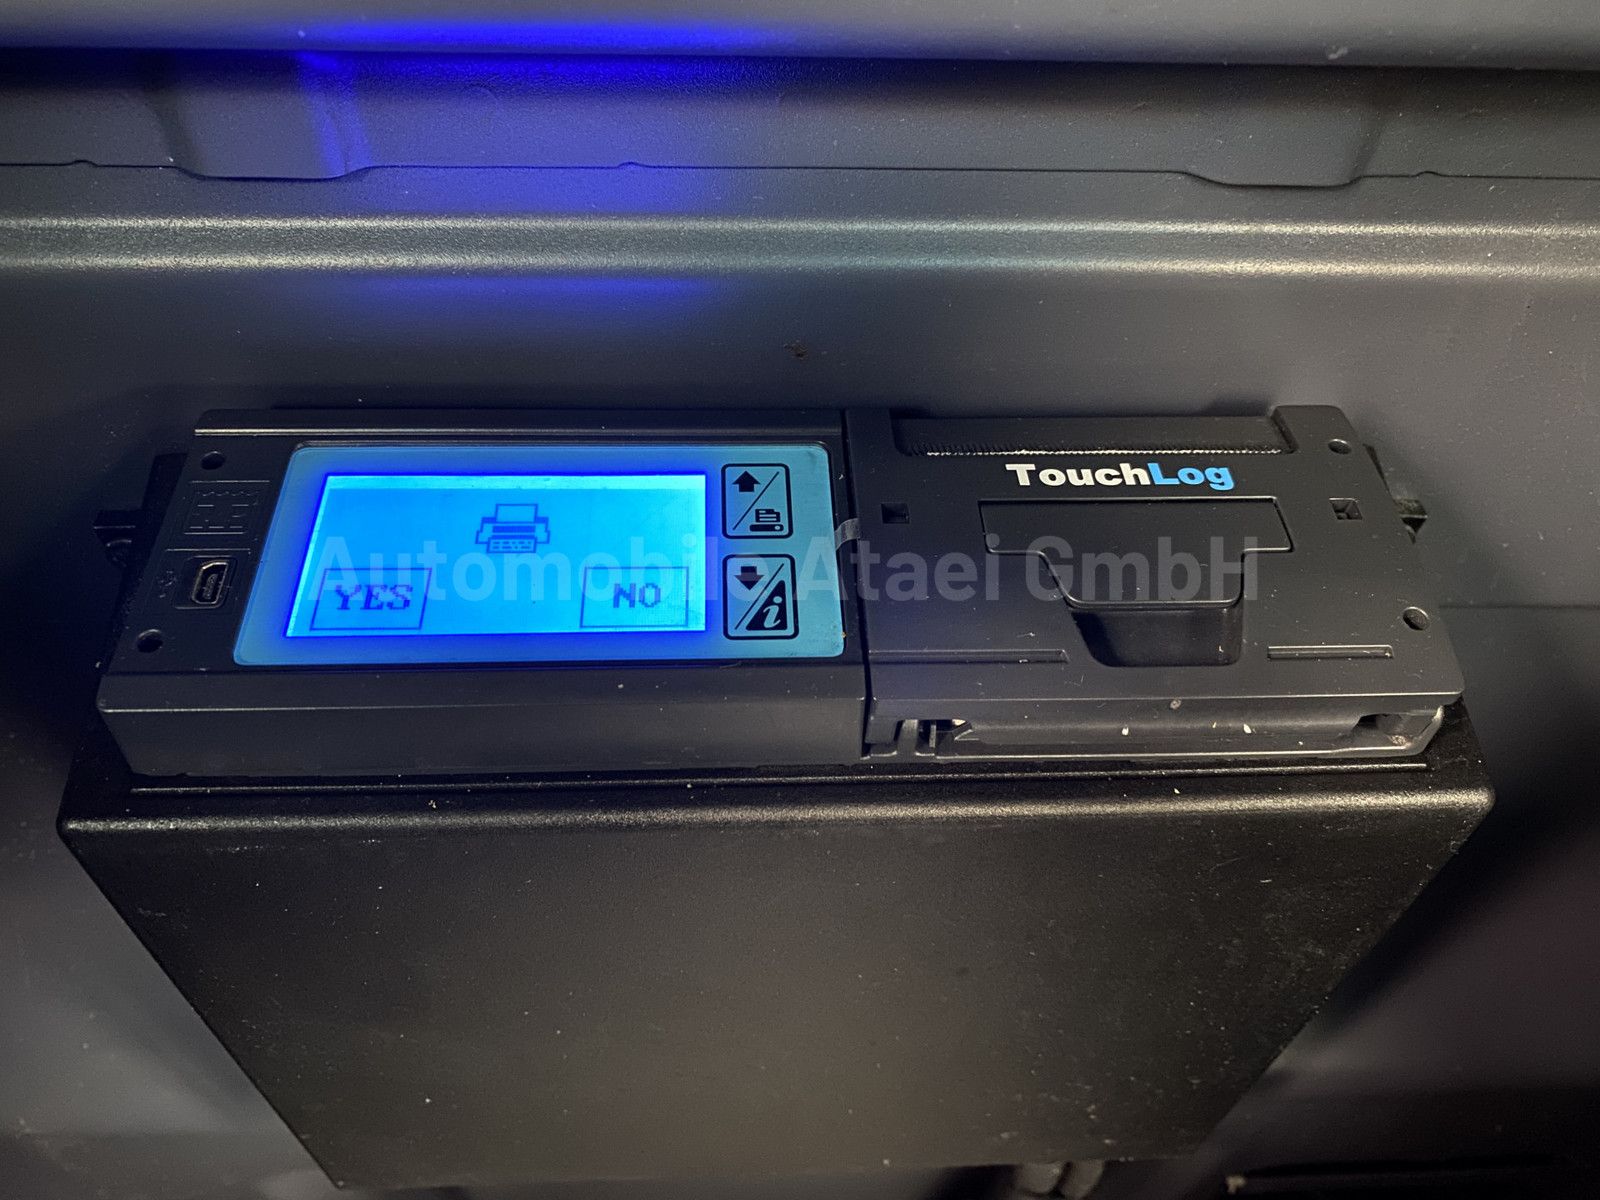 TouchLog
Automobile Ataei GmbH
YES
NO
i